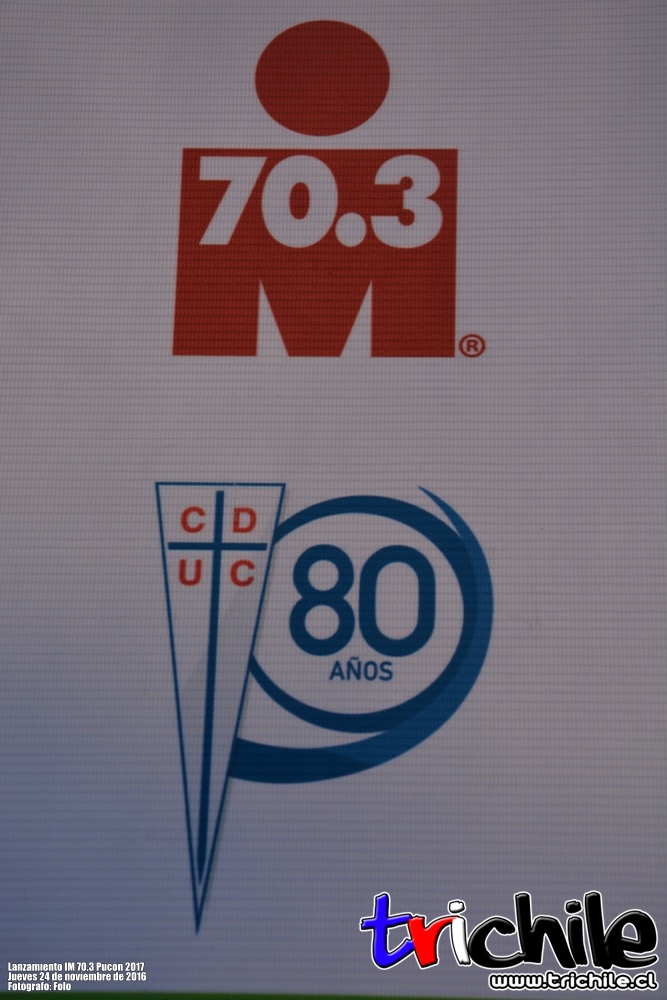 70.3
M®
C D
U C
80
AÑOS
Lanzamiento IM 70.3 Pucon 2017
Jueves 24 de noviembre de 2016
Fotógrafo: Folo
trichile
www.trichile.cl